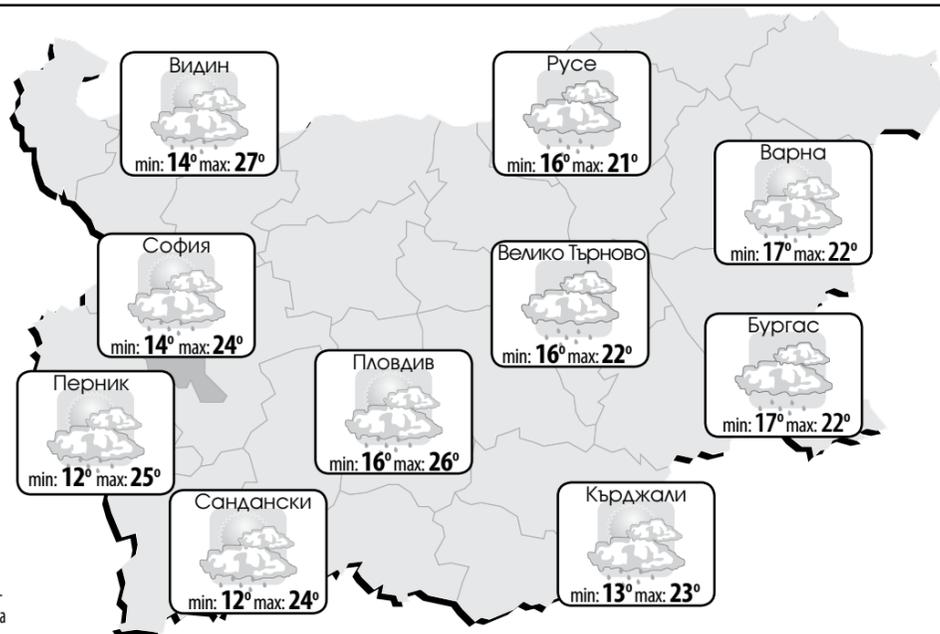 Видин
min: 14° max: 27°
Русе
min: 16° max: 21°
Варна
min: 17° max: 22°
София
min: 14° max: 24°
Велико Търново
min: 16° max: 22°
Бургас
min: 17° max: 22°
Пловдив
min: 16° max: 26°
Перник
min: 12° max: 25°
Сандански
min: 12° max: 24°
Кърджали
min: 13° max: 23°
а